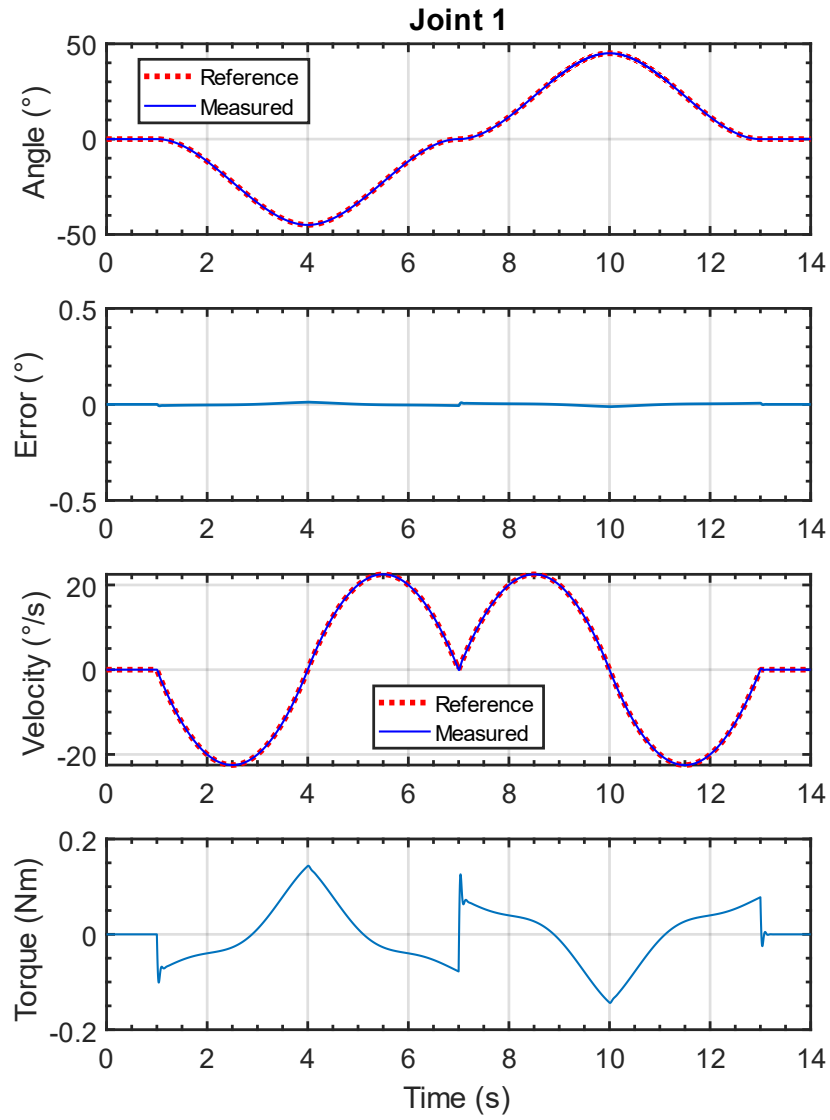 Joint 1
50
0
-50
Angle (°)
Reference
Measured
0 2 4 6 8 10 12 14
0.5
0
-0.5
Error (°)
0 2 4 6 8 10 12 14
20
0
-20
Velocity (°/s)
Reference
Measured
0 2 4 6 8 10 12 14
0.2
0
-0.2
Torque (Nm)
0 2 4 6 8 10 12 14
Time (s)